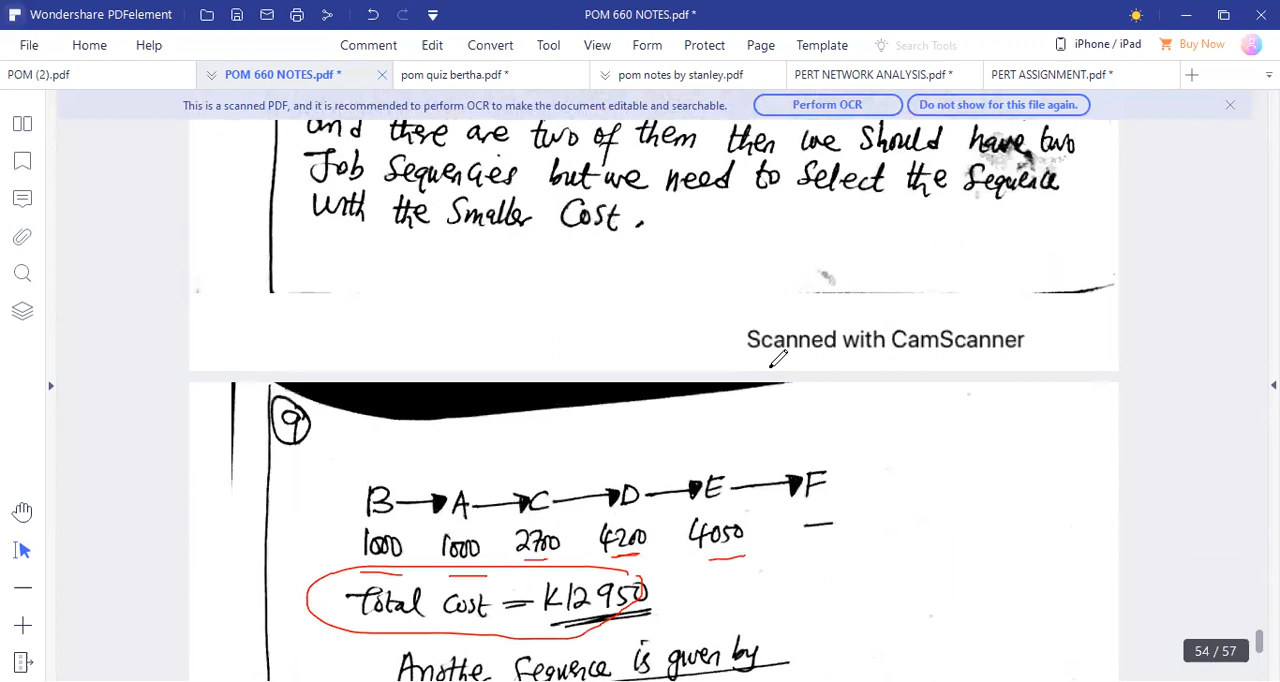 Wondershare PDFelement
POM 660 NOTES.pdf *
File Home Help Comment Edit Convert Tool View Form Protect Page Template Search Tools iPhone / iPad Buy Now
POM (2).pdf POM 660 NOTES.pdf * pom quiz bertha.pdf * pom notes by stanley.pdf PERT NETWORK ANALYSIS.pdf * PERT ASSIGNMENT.pdf *
This is a scanned PDF, and it is recommended to perform OCR to make the document editable and searchable. Perform OCR Do not show for this file again.
and there are two of them then we should have two
Job Sequencies but we need to select the Sequence
with the Smaller Cost.
Scanned with CamScanner
9
B → A → C → D → E → F
1000 1000 2700 4200 4050 —
Total Cost = K12950
Another Sequence is given by
54 / 57